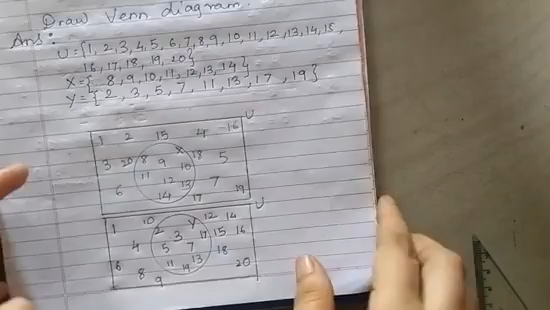 Draw Venn diagram.
Ans:
U={1, 2, 3, 4, 5, 6, 7, 8, 9, 10, 11, 12, 13, 14, 15,
16, 17, 18, 19, 20}
X={ 8, 9, 10, 11, 12, 13, 14}
Y={ 2, 3, 5, 7, 11, 13, 17, 19}
U
1 2 15 4 -16
3 20 8 9 X 18 5
11 10
6 12 13 7
14 17 19
U
1 10 2 Y 12 14
4 3 17 15 16
5 7 18
6 8 11 19 13 20
9